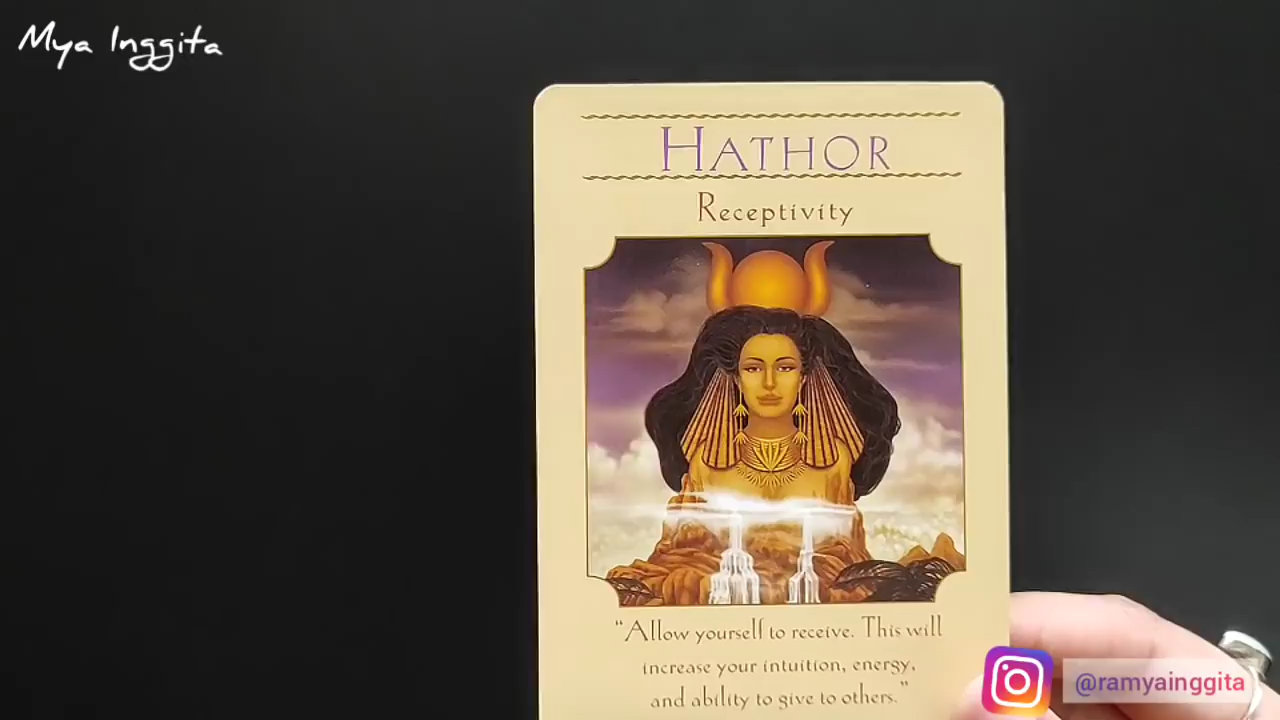 Mya Inggita
HATHOR
Receptivity
“Allow yourself to receive. This will
increase your intuition, energy,
and ability to give to others.”
@ramyainggita